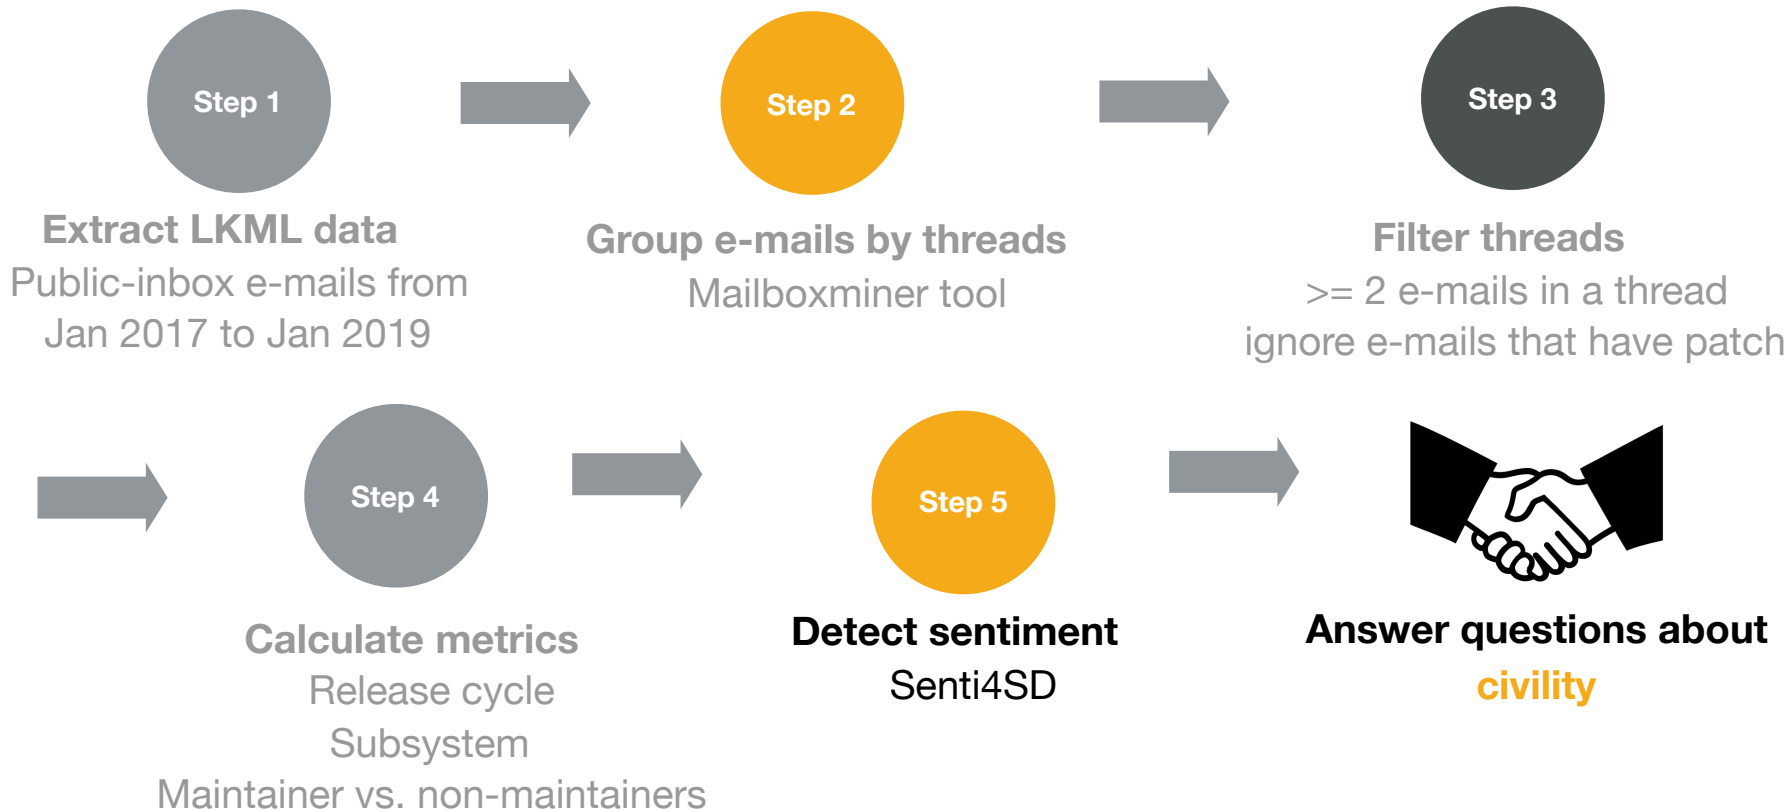 Step 1
Extract LKML data
Public-inbox e-mails from
Jan 2017 to Jan 2019
Step 2
Group e-mails by threads
Mailboxminer tool
Step 3
Filter threads
>= 2 e-mails in a thread
ignore e-mails that have patch
Step 4
Calculate metrics
Release cycle
Subsystem
Maintainer vs. non-maintainers
Step 5
Detect sentiment
Senti4SD
Answer questions about
civility